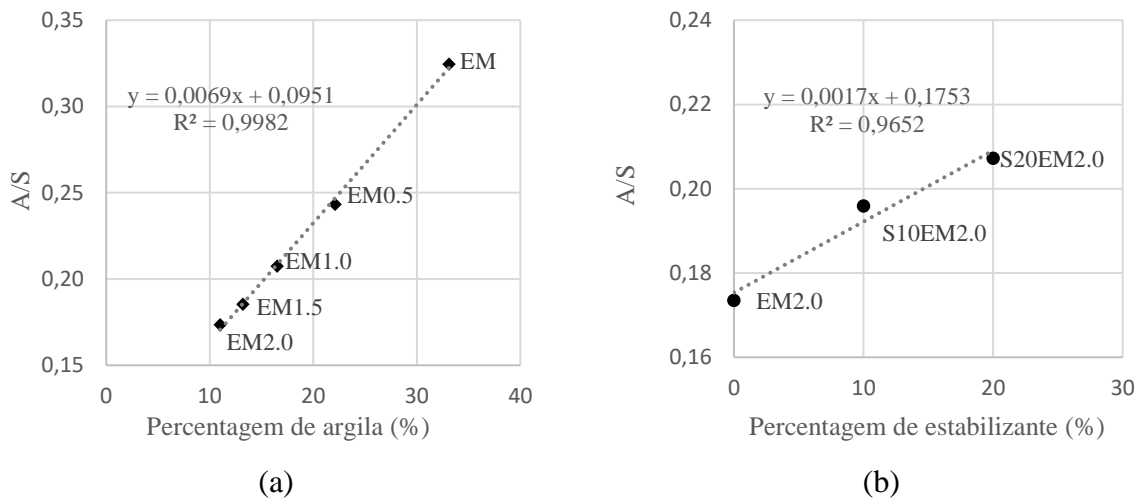 0,35
0,30
0,25
0,20
0,15
A/S
y = 0,0069x + 0,0951
R² = 0,9982
EM
EM0.5
EM1.0
EM1.5
EM2.0
0 10 20 30 40
Percentagem de argila (%)
(a)
0,24
0,22
0,20
0,18
0,16
A/S
y = 0,0017x + 0,1753
R² = 0,9652
S20EM2.0
S10EM2.0
EM2.0
0 10 20 30
Percentagem de estabilizante (%)
(b)